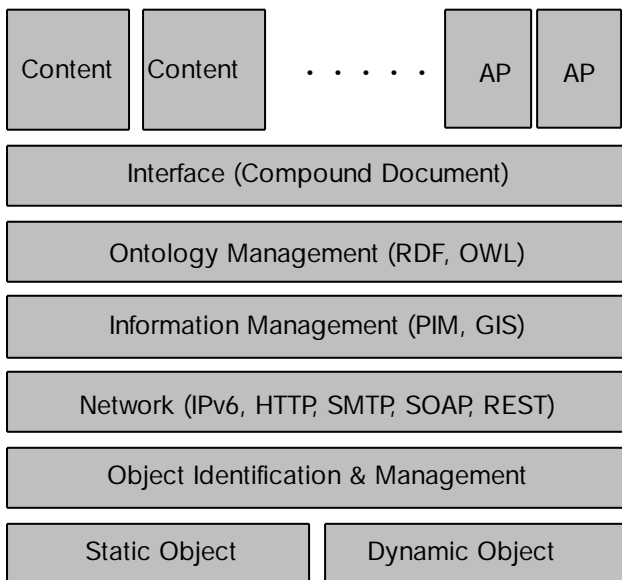 Content Content . . . . . AP AP
Interface (Compound Document)
Ontology Management (RDF, OWL)
Information Management (PIM, GIS)
Network (IPv6, HTTP, SMTP, SOAP, REST)
Object Identification & Management
Static Object Dynamic Object